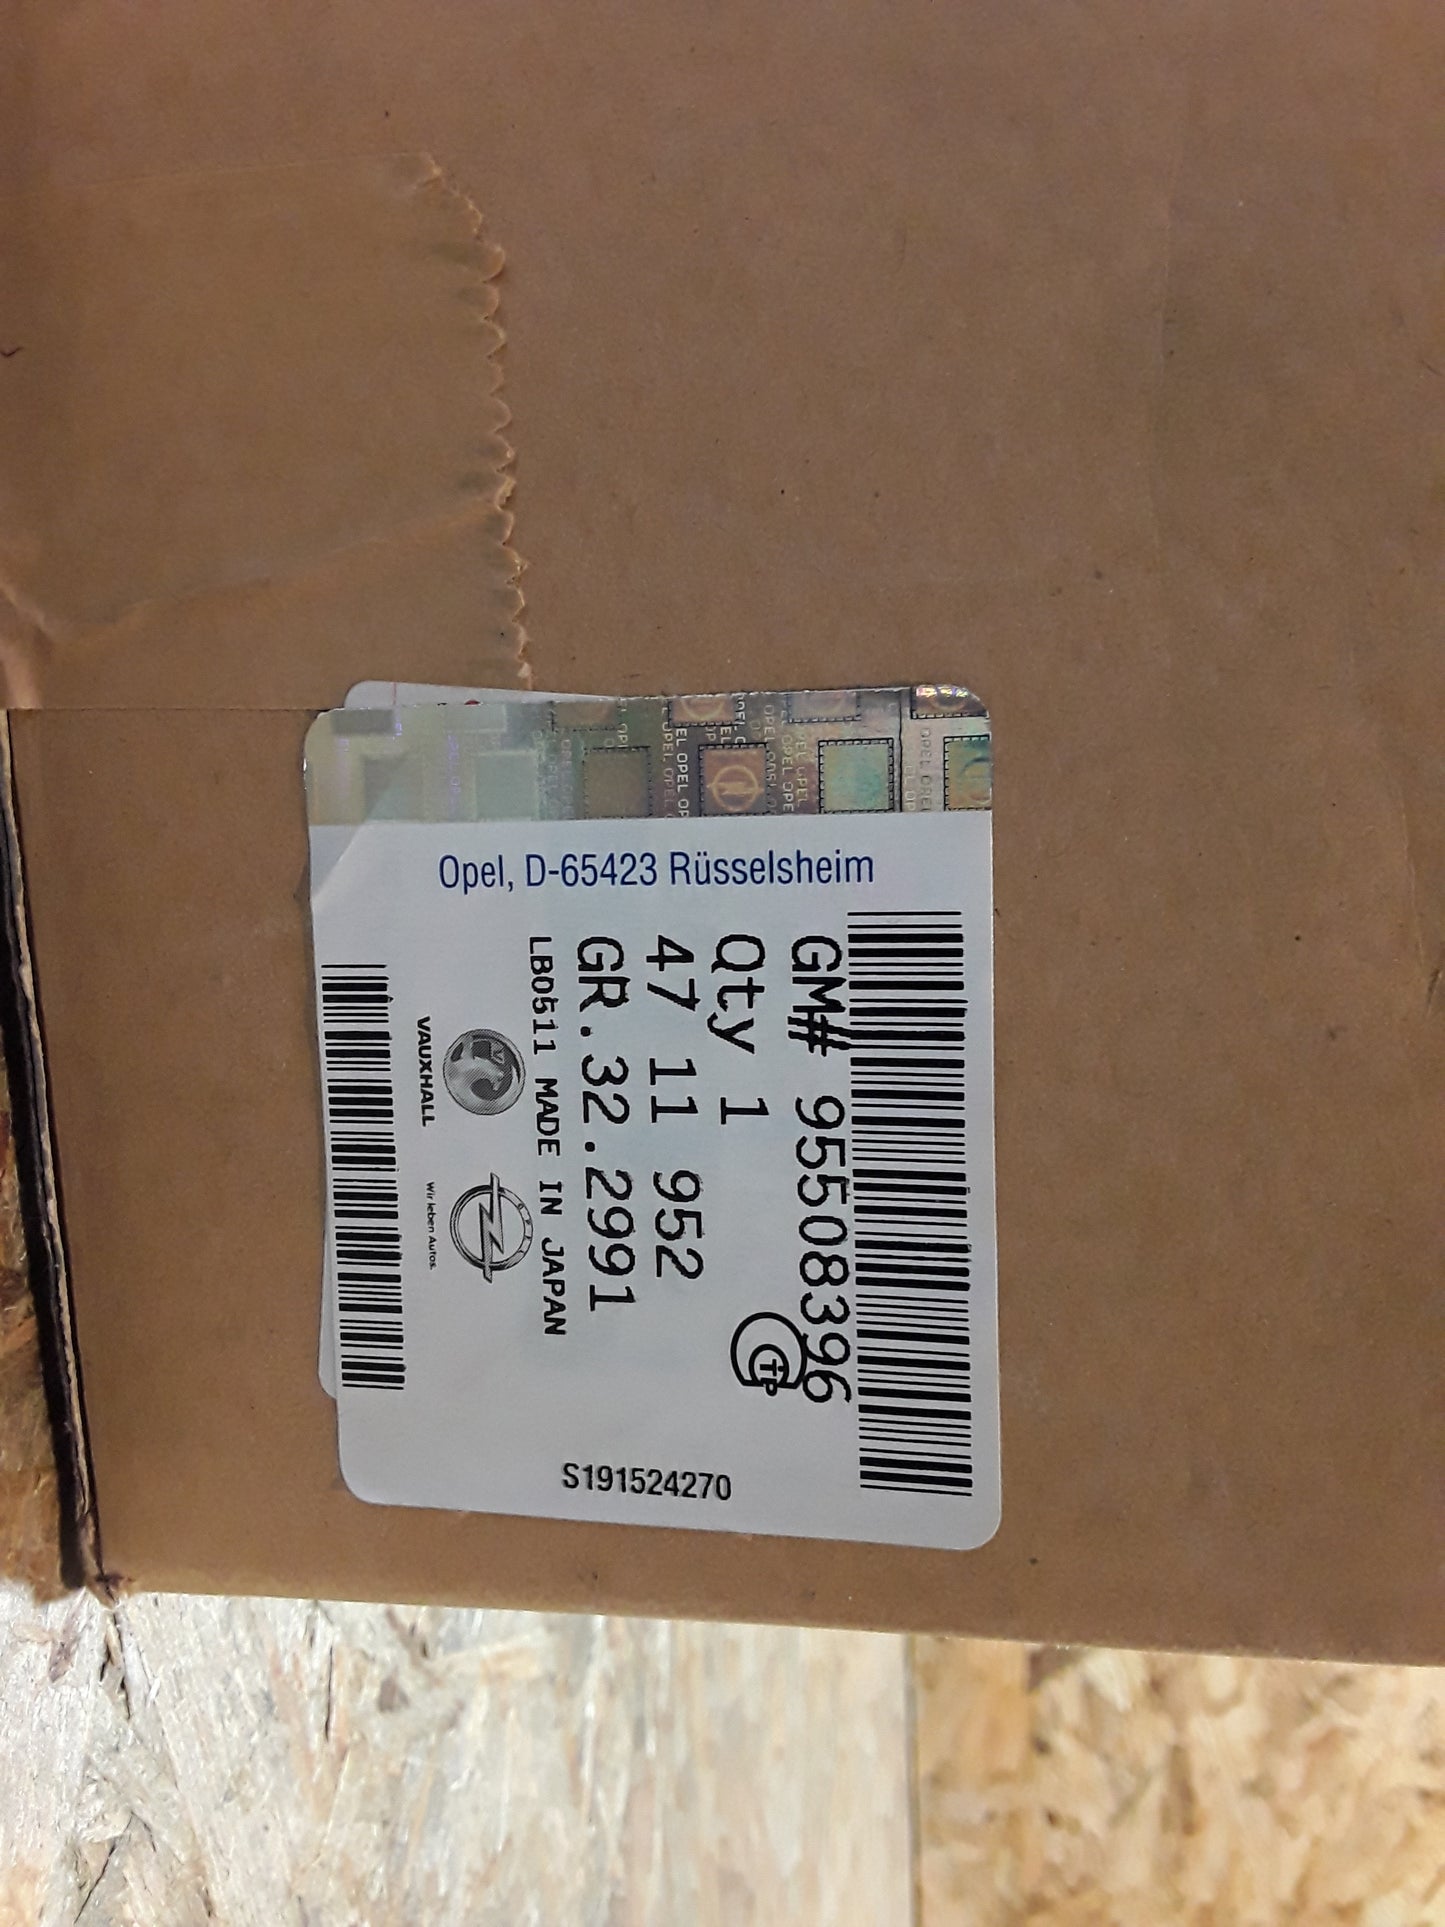 Opel, D-65423 Rüsselsheim
GM# 95508396
Qty 1
47 11 952
GR.32.2991
LB0511 MADE IN JAPAN
VAUXHALL
OPEL
Wir leben Autos.
S191524270